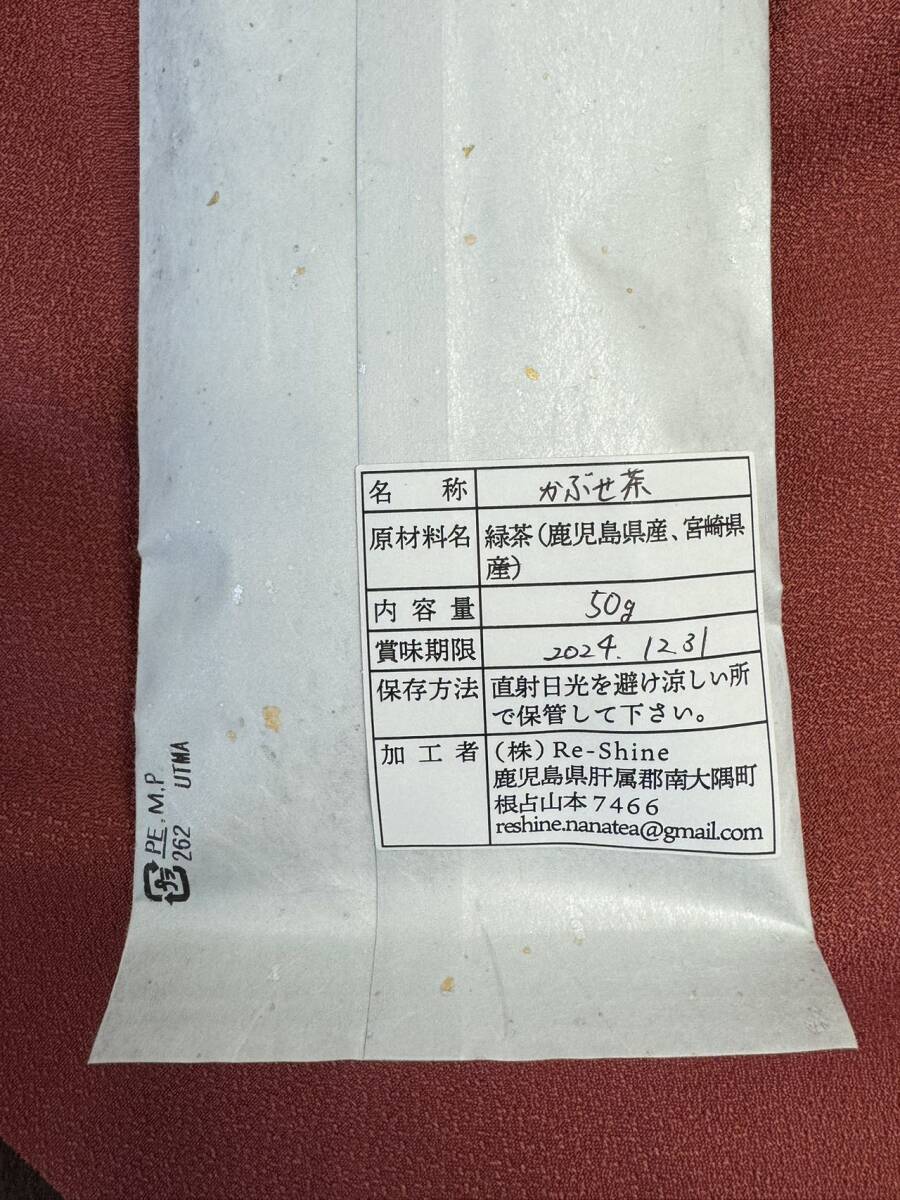 名称 かぶせ茶
原材料名 緑茶（鹿児島県産、宮崎県
産）
内容量 50g
賞味期限 2024. 12 31
保存方法 直射日光を避け涼しい所
で保管して下さい。
加工者 （株）Re-Shine
鹿児島県肝属郡南大隅町
根占山本7466
reshine.nanatea@gmail.com
プラ PE,M,P
262 UTMA